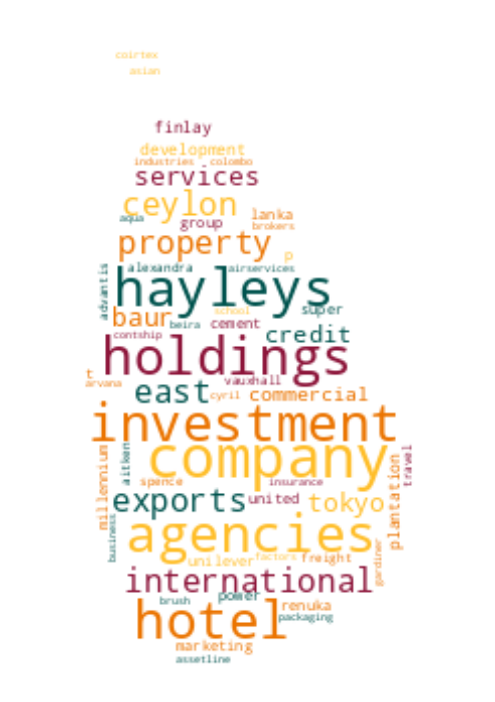 coirtex
asian
finlay
development
industries colombo
services
ceylon
aqua
lanka
group
brokers
property
p
alexandra airservices
advantis
hayleys
super
school
baur
beira
cement
contship
credit
holdings
t
arvana
vauxhall
east
cyril
commercial
investment
company
millennium
aitken
travel
plantation
spence
insurance
exports
united
tokyo
business
agencies
unilever
factors
freight
gardiner
international
brush
power
renuka
hotel
packaging
marketing
assetline